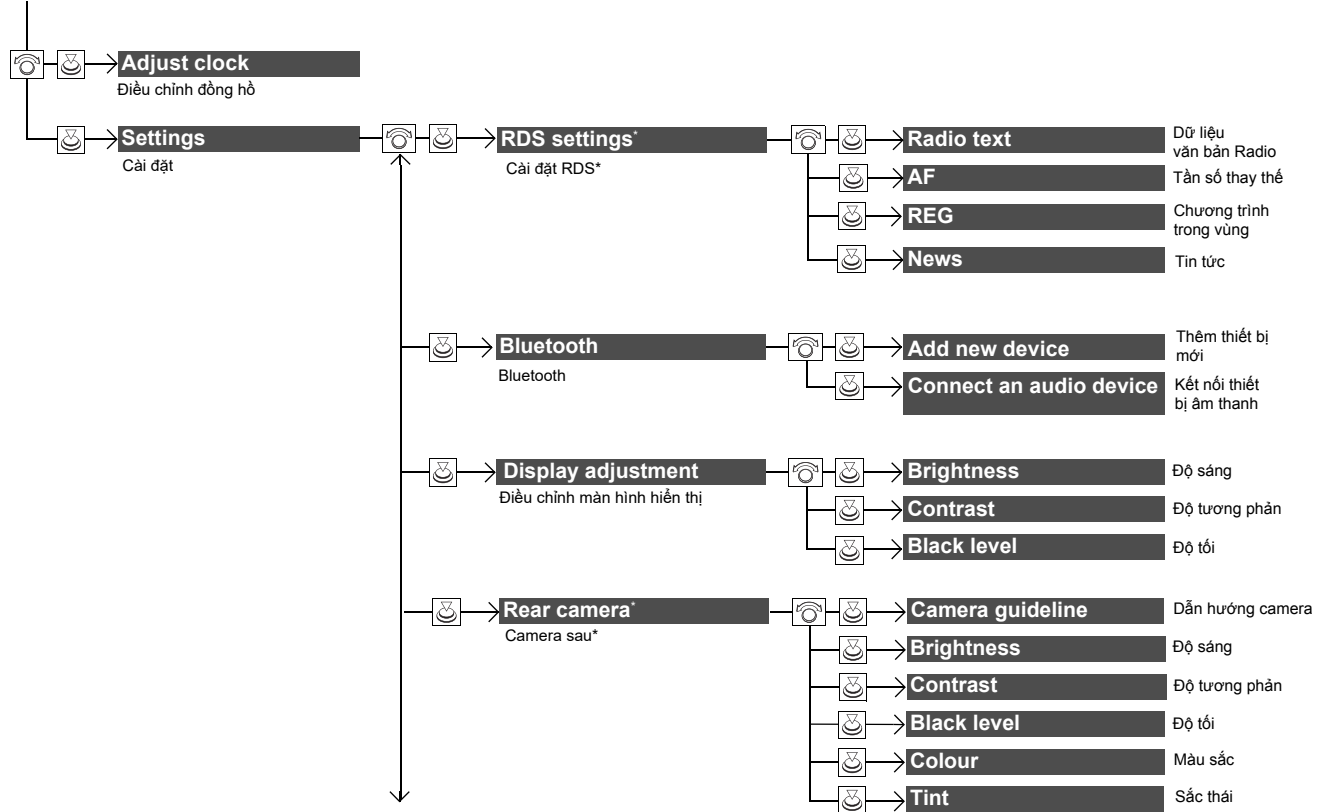 Adjust clock
Điều chỉnh đồng hồ
Settings
Cài đặt
RDS settings*
Cài đặt RDS*
Radio text
Dữ liệu
văn bản Radio
AF
Tần số thay thế
REG
Chương trình
trong vùng
News
Tin tức
Bluetooth
Bluetooth
Add new device
Thêm thiết bị
mới
Connect an audio device
Kết nối thiết
bị âm thanh
Display adjustment
Điều chỉnh màn hình hiển thị
Brightness
Độ sáng
Contrast
Độ tương phản
Black level
Độ tối
Rear camera*
Camera sau*
Camera guideline
Dẫn hướng camera
Brightness
Độ sáng
Contrast
Độ tương phản
Black level
Độ tối
Colour
Màu sắc
Tint
Sắc thái